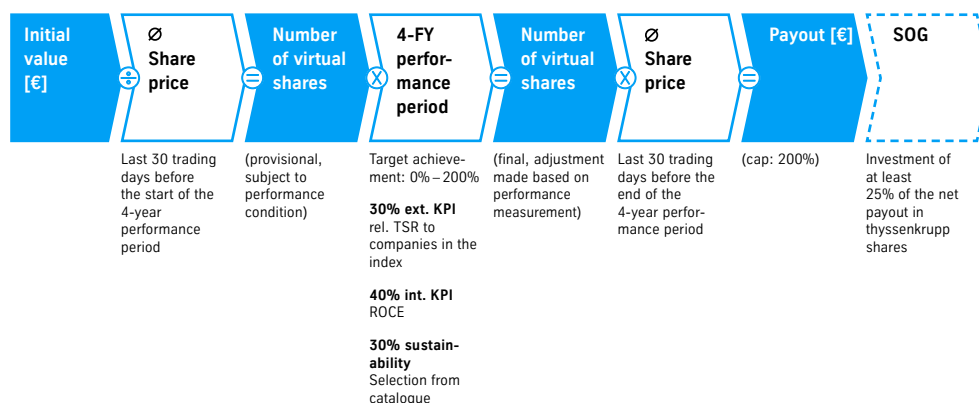 Initial
value
[€]
÷
Ø
Share
price
=
Number
of virtual
shares
X
4-FY
perfor-
mance
period
=
Number
of virtual
shares
X
Ø
Share
price
=
Payout [€]
SOG
Last 30 trading
days before
the start of the
4-year
performance
period
(provisional,
subject to
performance
condition)
Target achieve-
ment: 0% – 200%
30% ext. KPI
rel. TSR to
companies in the
index
40% int. KPI
ROCE
30% sustain-
ability
Selection from
catalogue
(final, adjustment
made based on
performance
measurement)
Last 30 trading
days before the
end of the
4-year perfor-
mance period
(cap: 200%)
Investment of
at least
25% of the net
payout in
thyssenkrupp
shares